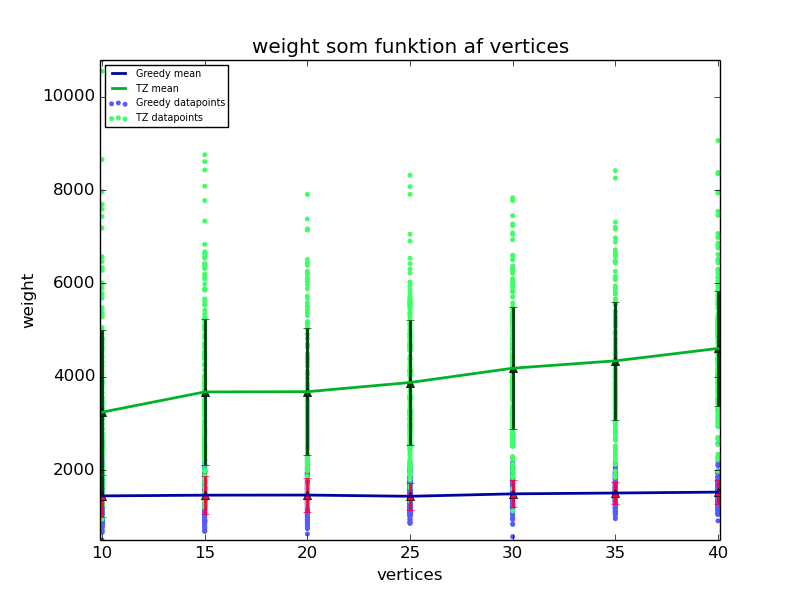 weight som funktion af vertices
Greedy mean
TZ mean
Greedy datapoints
TZ datapoints
10000
8000
6000
4000
2000
weight
10 15 20 25 30 35 40
vertices